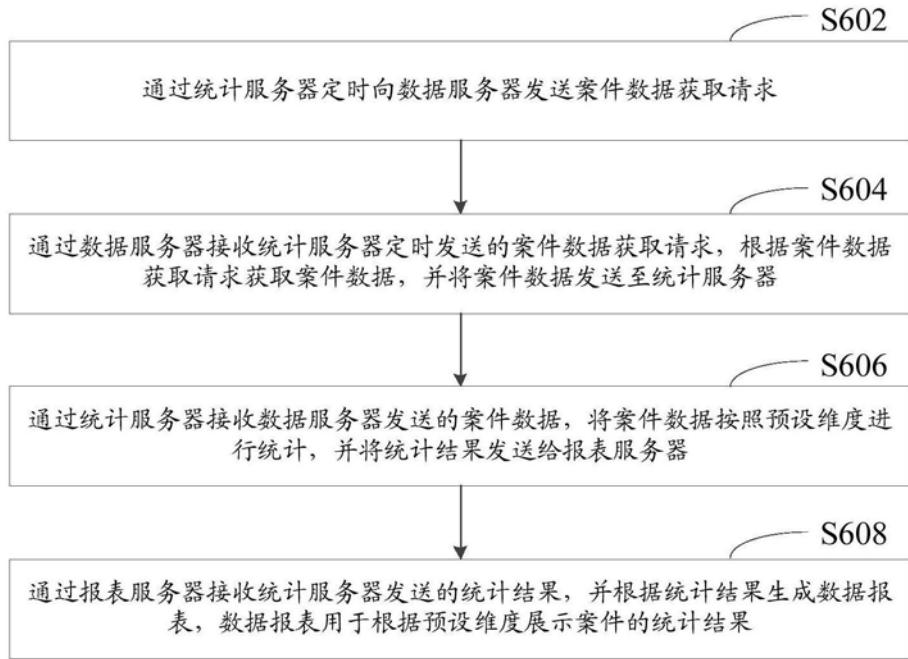 S602
通过统计服务器定时向数据服务器发送案件数据获取请求
S604
通过数据服务器接收统计服务器定时发送的案件数据获取请求，根据案件数据
获取请求获取案件数据，并将案件数据发送至统计服务器
S606
通过统计服务器接收数据服务器发送的案件数据，将案件数据按照预设维度进
行统计，并将统计结果发送给报表服务器
S608
通过报表服务器接收统计服务器发送的统计结果，并根据统计结果生成数据报
表，数据报表用于根据预设维度展示案件的统计结果